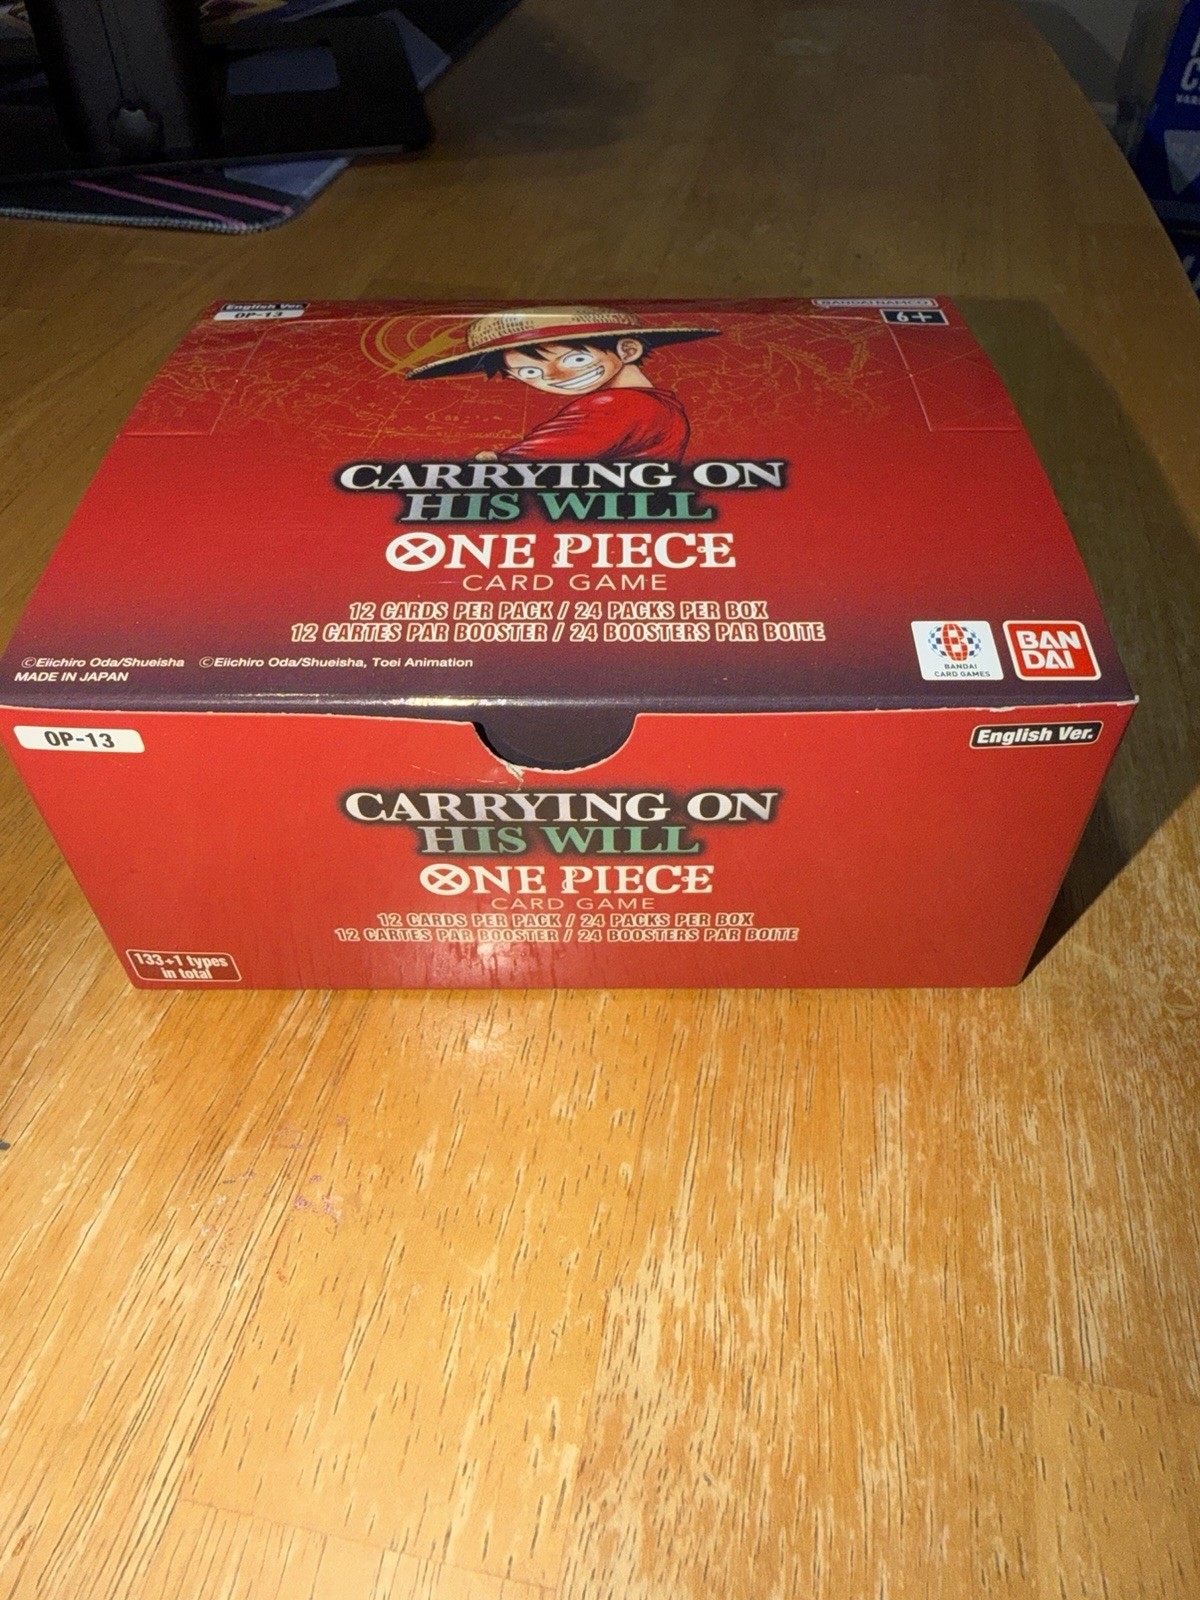 English Ver.
OP-13
BANDAI NAMCO
6+
CARRYING ON
HIS WILL
ONE PIECE
CARD GAME
12 CARDS PER PACK / 24 PACKS PER BOX
12 CARTES PAR BOOSTER / 24 BOOSTERS PAR BOITE
©Eiichiro Oda/Shueisha ©Eiichiro Oda/Shueisha, Toei Animation
MADE IN JAPAN
BANDAI
CARD GAMES
BAN
DAI
OP-13
English Ver.
CARRYING ON
HIS WILL
ONE PIECE
CARD GAME
12 CARDS PER PACK / 24 PACKS PER BOX
12 CARTES PAR BOOSTER / 24 BOOSTERS PAR BOITE
133+1 types
in total